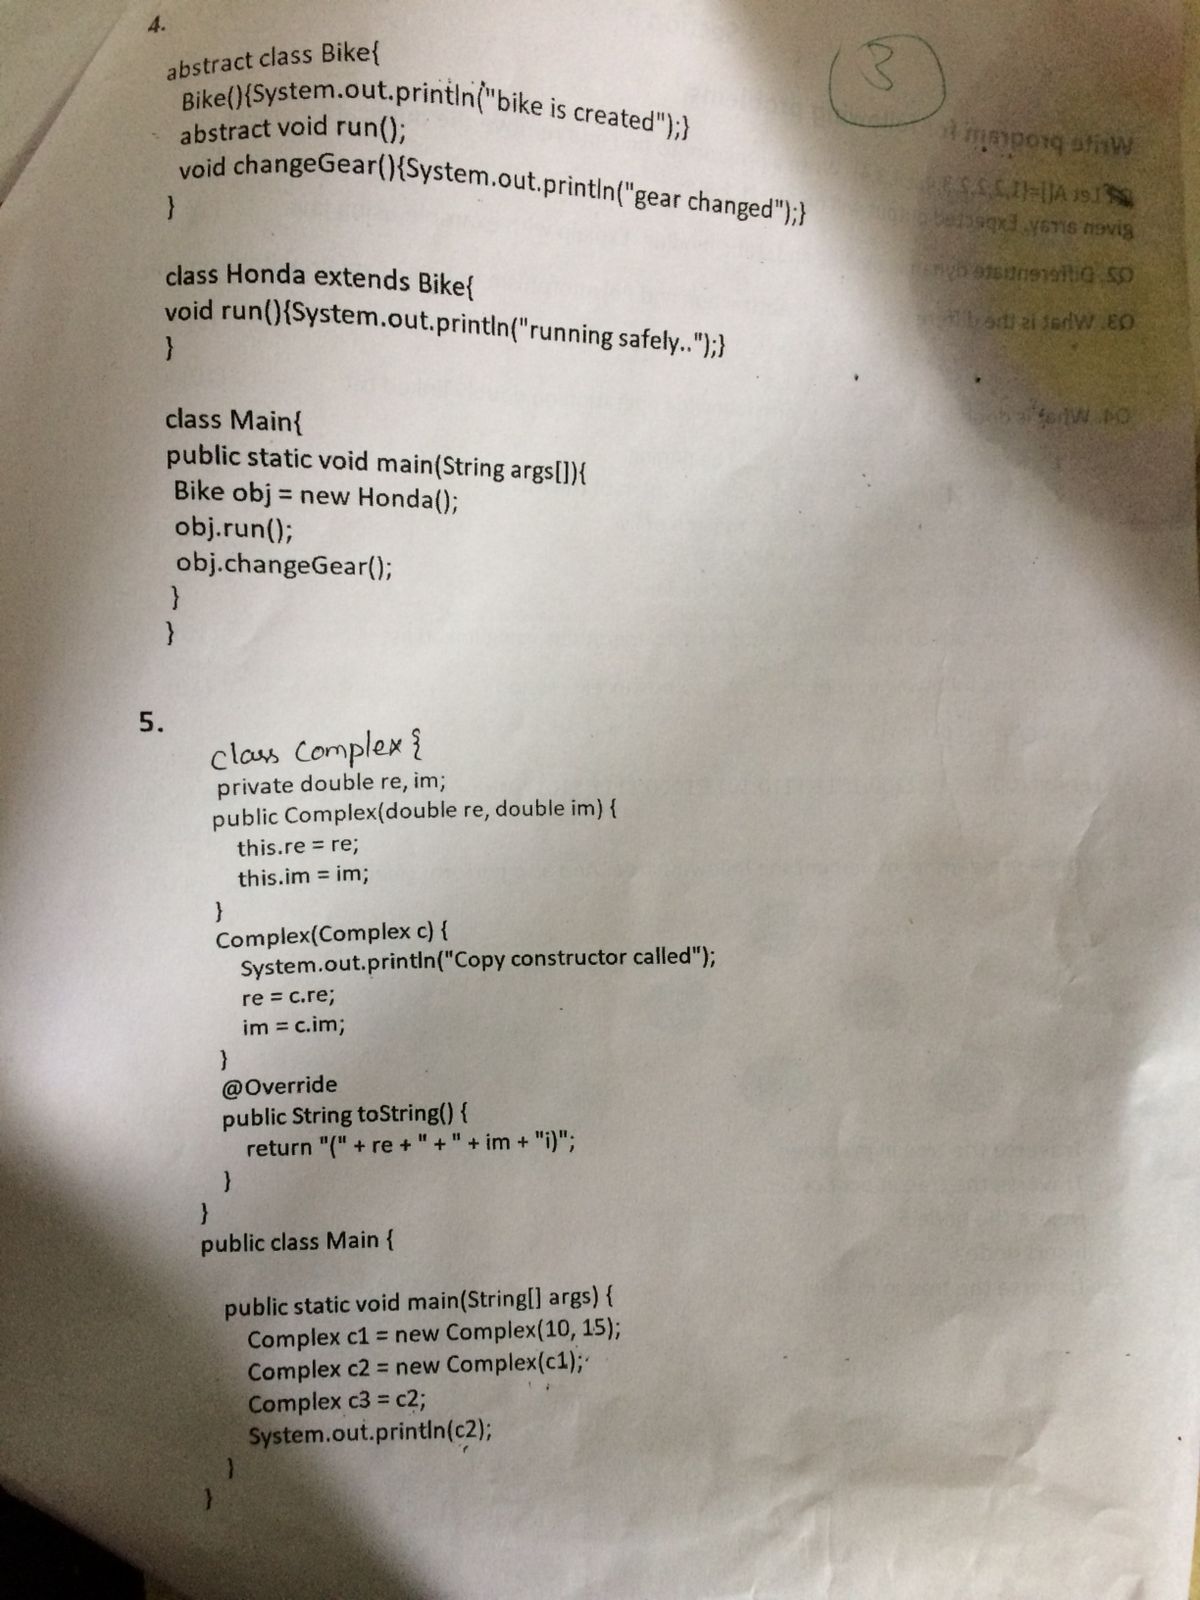 4.
abstract class Bike{
Bike(){System.out.println("bike is created");}
abstract void run();
void changeGear(){System.out.println("gear changed");}
}
class Honda extends Bike{
void run(){System.out.println("running safely..");}
}
class Main{
public static void main(String args[]){
Bike obj = new Honda();
obj.run();
obj.changeGear();
}
}
3
5.
class Complex {
private double re, im;
public Complex(double re, double im) {
this.re = re;
this.im = im;
}
Complex(Complex c) {
System.out.println("Copy constructor called");
re = c.re;
im = c.im;
}
@Override
public String toString() {
return "(" + re + " + " + im + "i)";
}
}
public class Main {
public static void main(String[] args) {
Complex c1 = new Complex(10, 15);
Complex c2 = new Complex(c1);
Complex c3 = c2;
System.out.println(c2);
}
}